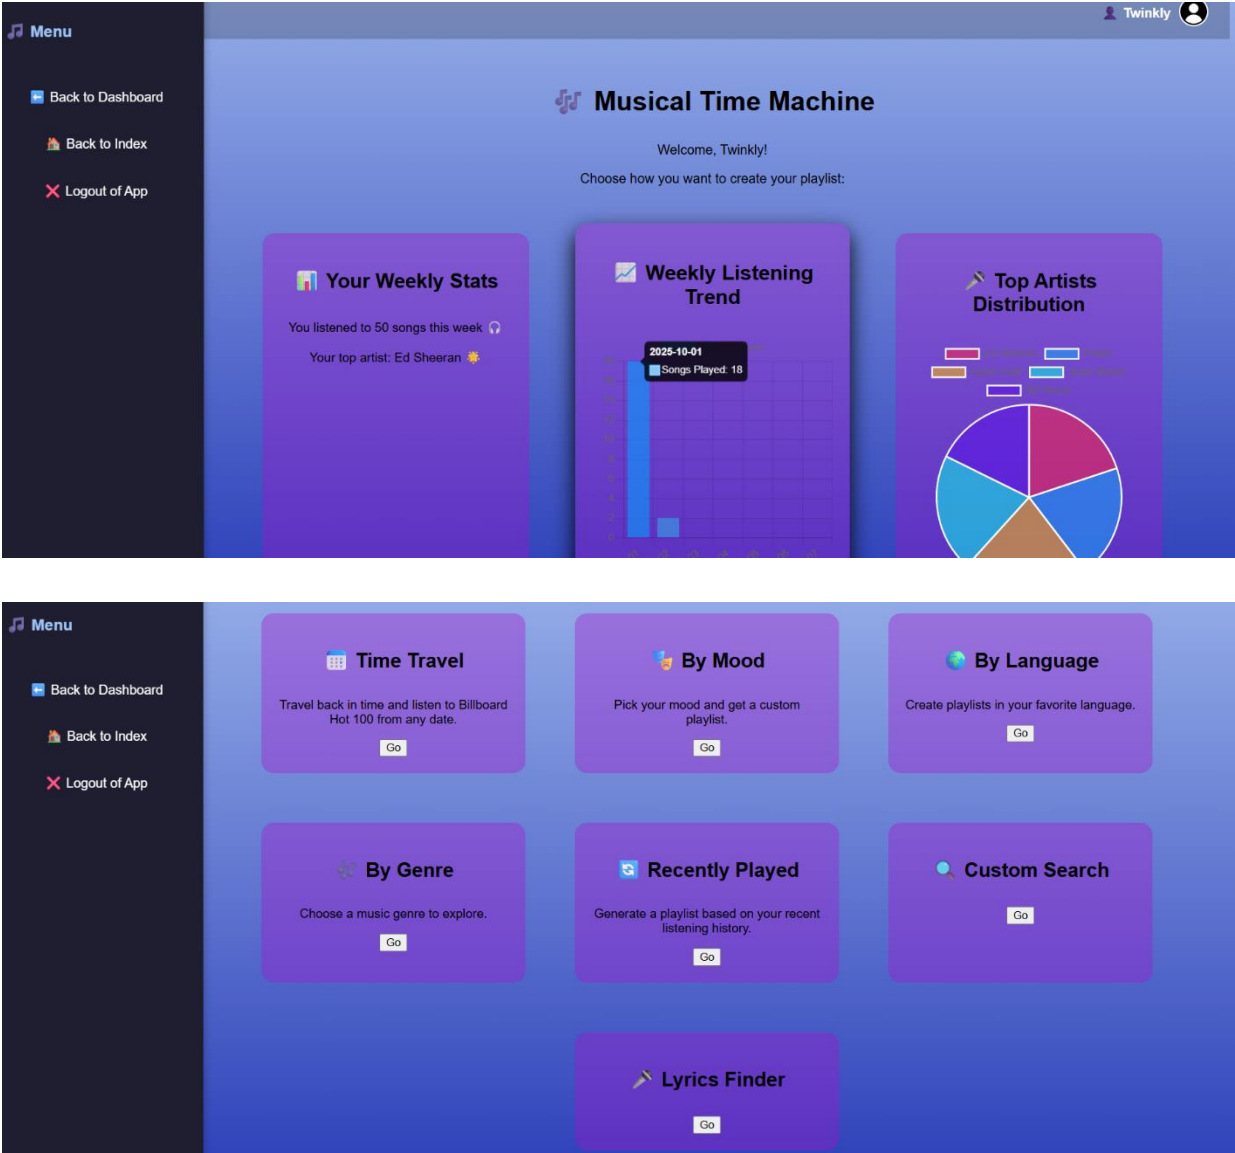 Menu
Twinkly
Back to Dashboard
Back to Index
Logout of App
Musical Time Machine
Welcome, Twinkly!
Choose how you want to create your playlist:
Your Weekly Stats
You listened to 50 songs this week
Your top artist: Ed Sheeran
Weekly Listening
Trend
2025-10-01
Songs Played: 18
Top Artists
Distribution
Menu
Back to Dashboard
Back to Index
Logout of App
Time Travel
Travel back in time and listen to Billboard
Hot 100 from any date.
Go
By Mood
Pick your mood and get a custom
playlist.
Go
By Language
Create playlists in your favorite language.
Go
By Genre
Choose a music genre to explore.
Go
Recently Played
Generate a playlist based on your recent
listening history.
Go
Custom Search
Go
Lyrics Finder
Go